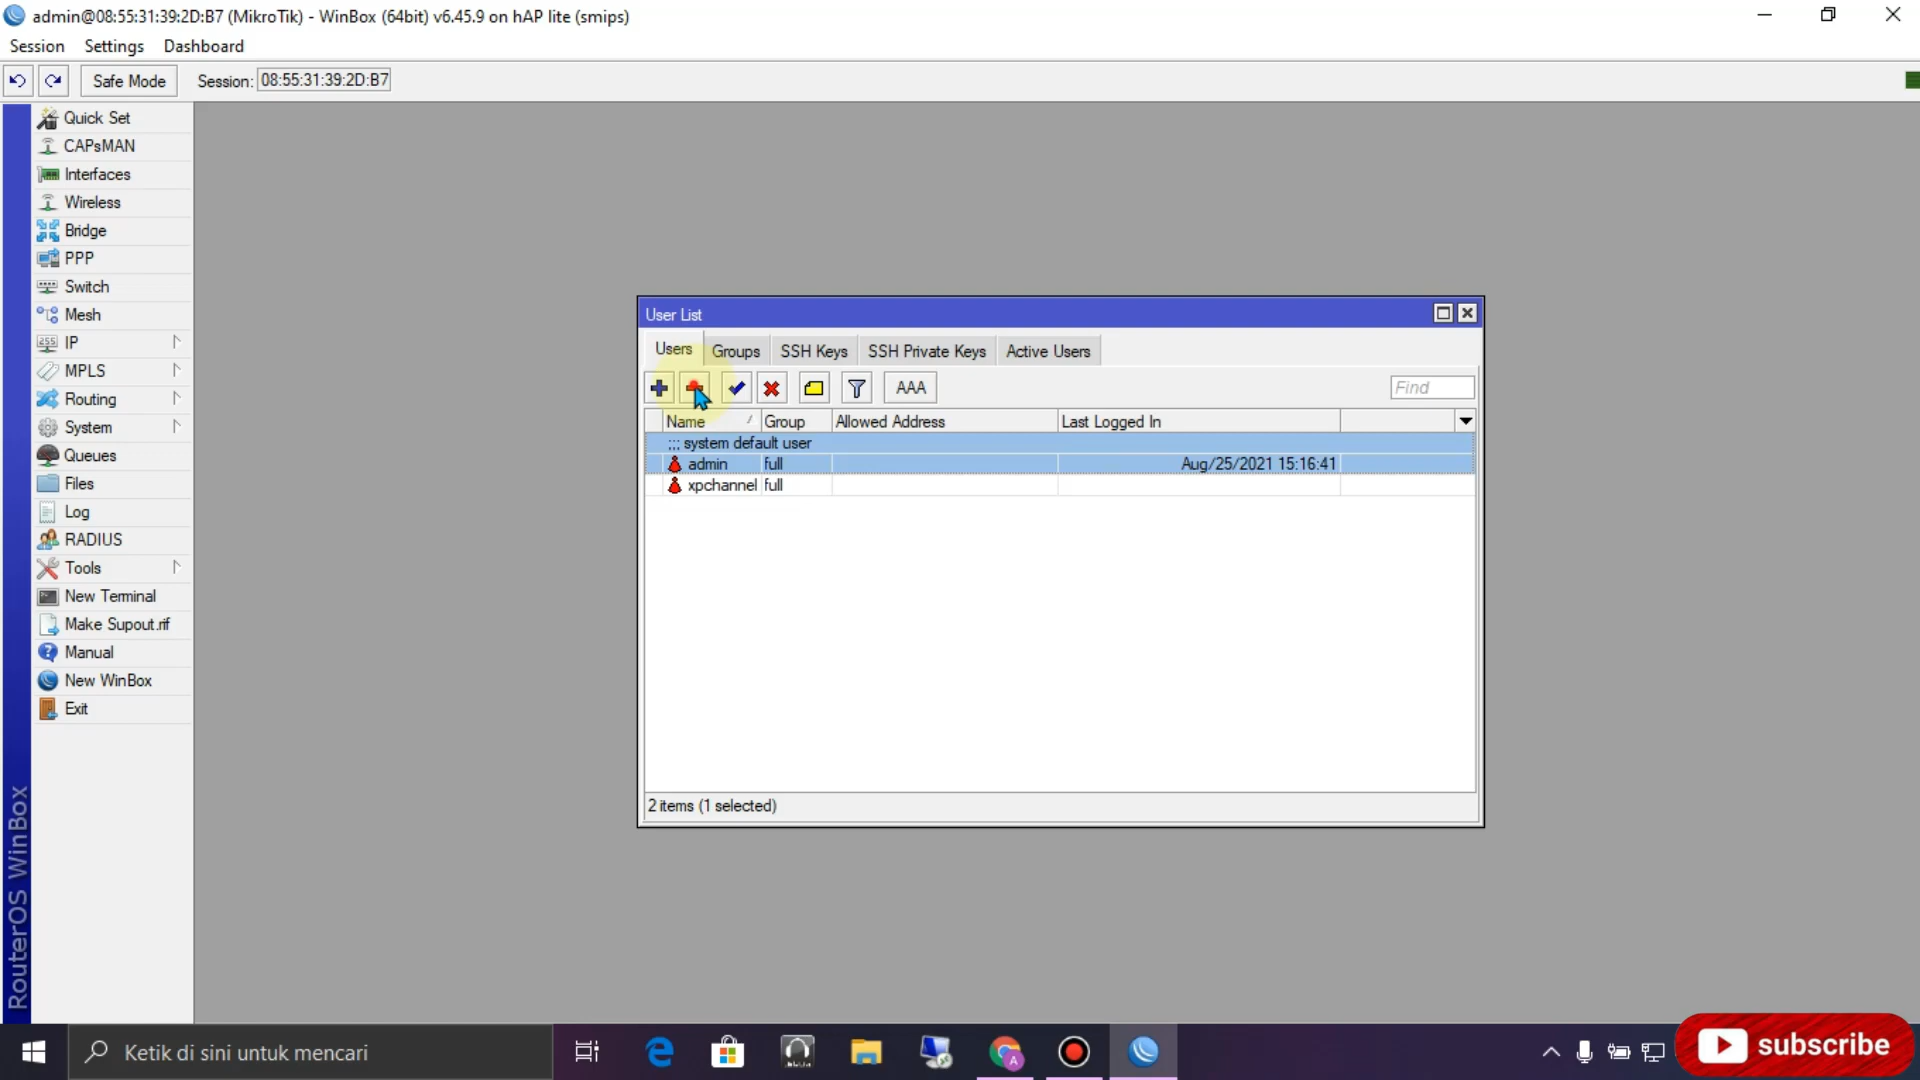 admin@08:55:31:39:2D:B7 (MikroTik) - WinBox (64bit) v6.45.9 on hAP lite (smips)
Session Settings Dashboard
Safe Mode Session: 08:55:31:39:2D:B7
Quick Set
CAPsMAN
Interfaces
Wireless
Bridge
PPP
Switch
Mesh
IP
MPLS
Routing
System
Queues
Files
Log
RADIUS
Tools
New Terminal
Make Supout.rif
Manual
New WinBox
Exit
RouterOS WinBox
User List
Users Groups SSH Keys SSH Private Keys Active Users
AAA Find
Name Group Allowed Address Last Logged In
;;; system default user
admin full Aug/25/2021 15:16:41
xpchannel full
2 items (1 selected)
Ketik di sini untuk mencari
subscribe